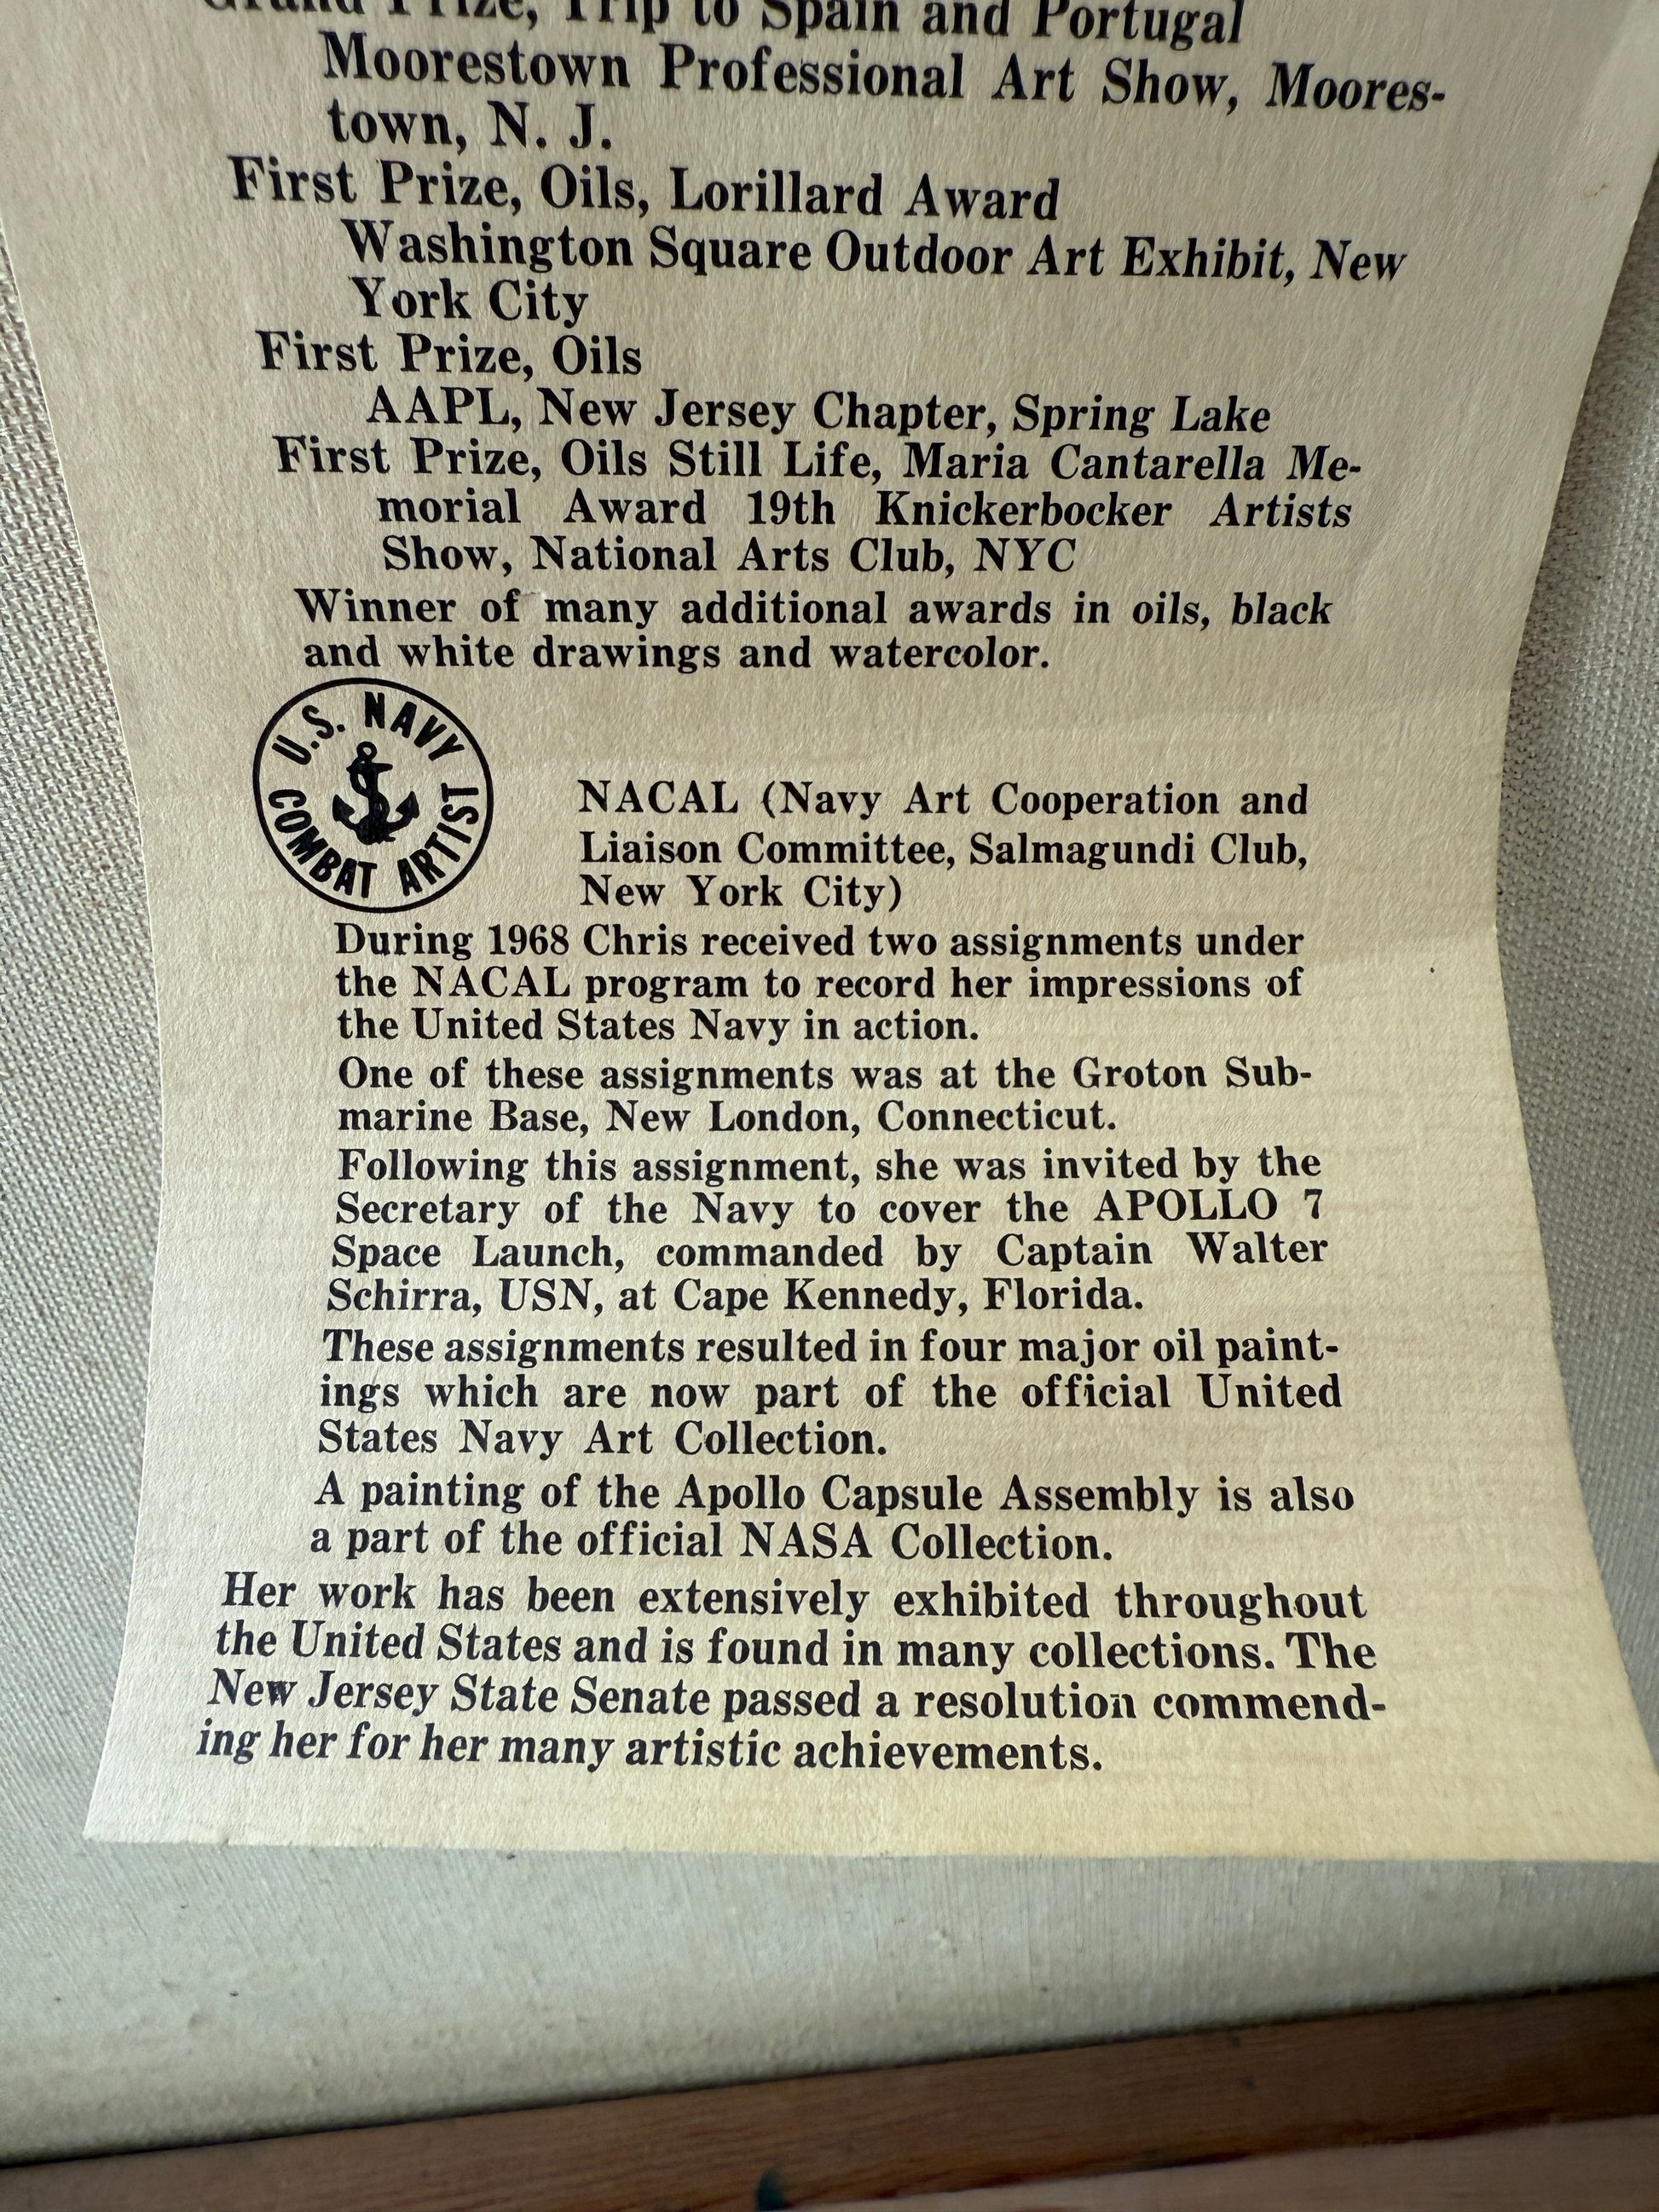 Grand Prize, Trip to Spain and Portugal
Moorestown Professional Art Show, Moores-
town, N. J.
First Prize, Oils, Lorillard Award
Washington Square Outdoor Art Exhibit, New
York City
First Prize, Oils
AAPL, New Jersey Chapter, Spring Lake
First Prize, Oils Still Life, Maria Cantarella Me-
morial Award 19th Knickerbocker Artists
Show, National Arts Club, NYC
Winner of many additional awards in oils, black
and white drawings and watercolor.
U.S. NAVY
COMBAT ARTIST
NACAL (Navy Art Cooperation and
Liaison Committee, Salmagundi Club,
New York City)
During 1968 Chris received two assignments under
the NACAL program to record her impressions of
the United States Navy in action.
One of these assignments was at the Groton Sub-
marine Base, New London, Connecticut.
Following this assignment, she was invited by the
Secretary of the Navy to cover the APOLLO 7
Space Launch, commanded by Captain Walter
Schirra, USN, at Cape Kennedy, Florida.
These assignments resulted in four major oil paint-
ings which are now part of the official United
States Navy Art Collection.
A painting of the Apollo Capsule Assembly is also
a part of the official NASA Collection.
Her work has been extensively exhibited throughout
the United States and is found in many collections. The
New Jersey State Senate passed a resolution commend-
ing her for her many artistic achievements.